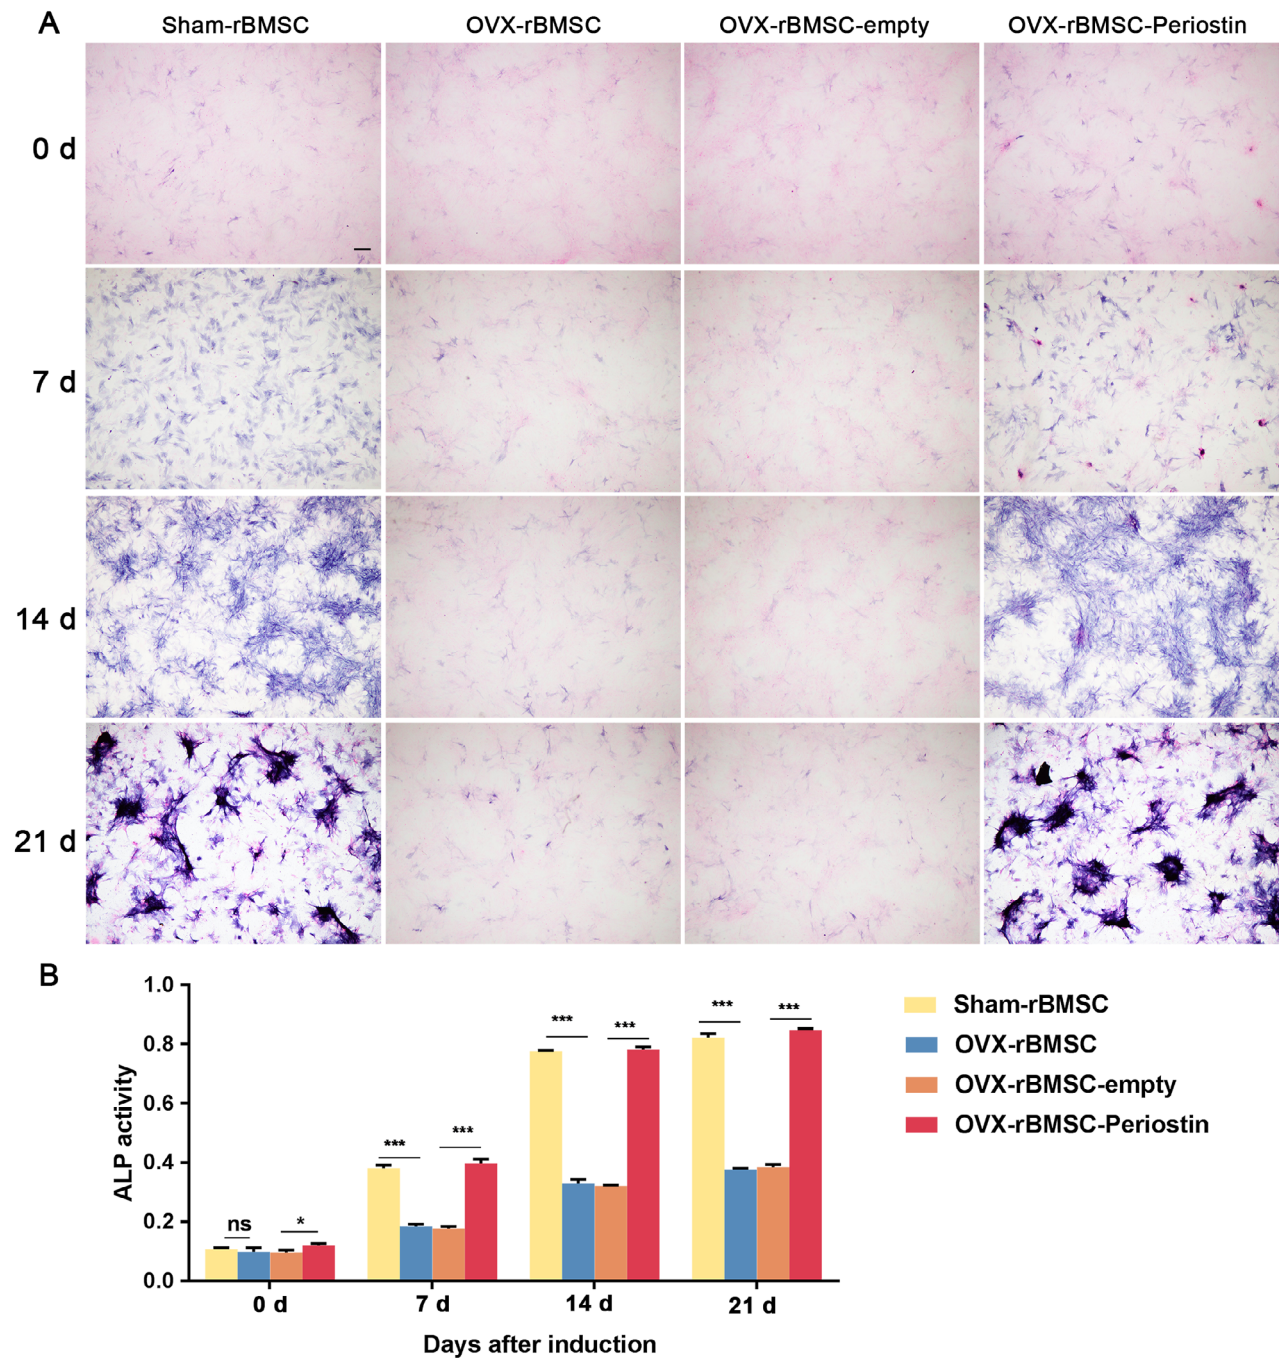 A
Sham-rBMSC OVX-rBMSC OVX-rBMSC-empty OVX-rBMSC-Periostin
0 d
7 d
14 d
21 d
B
ALP activity
1.0
0.8
0.6
0.4
0.2
0.0
ns *
*** ***
*** ***
*** ***
0 d 7 d 14 d 21 d
Days after induction
Sham-rBMSC
OVX-rBMSC
OVX-rBMSC-empty
OVX-rBMSC-Periostin